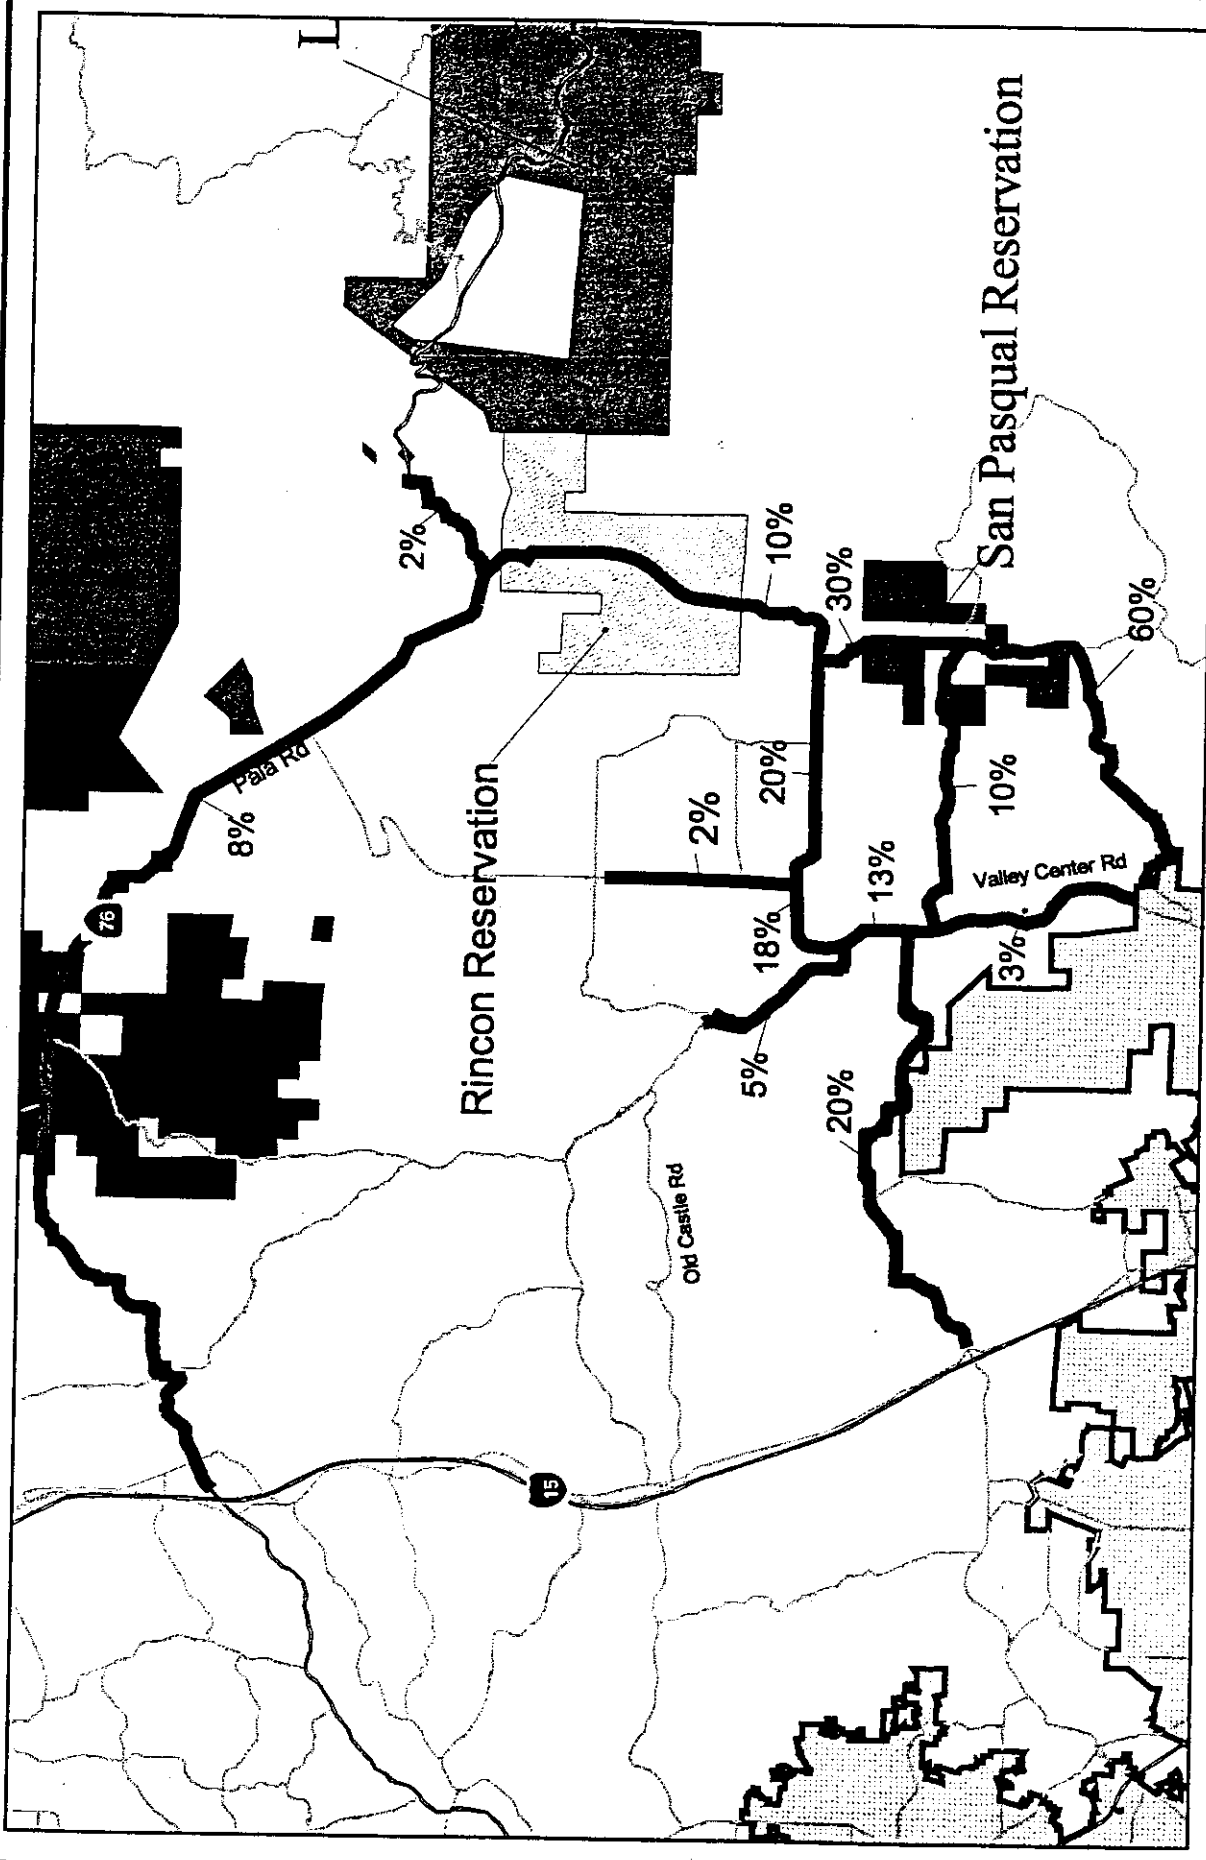 76
8%
Pala Rd
L
2%
Rincon Reservation
15
Old Castle Rd
2%
5%
18%
20%
10%
20%
30%
13%
San Pasqual Reservation
3%
10%
Valley Center Rd
60%